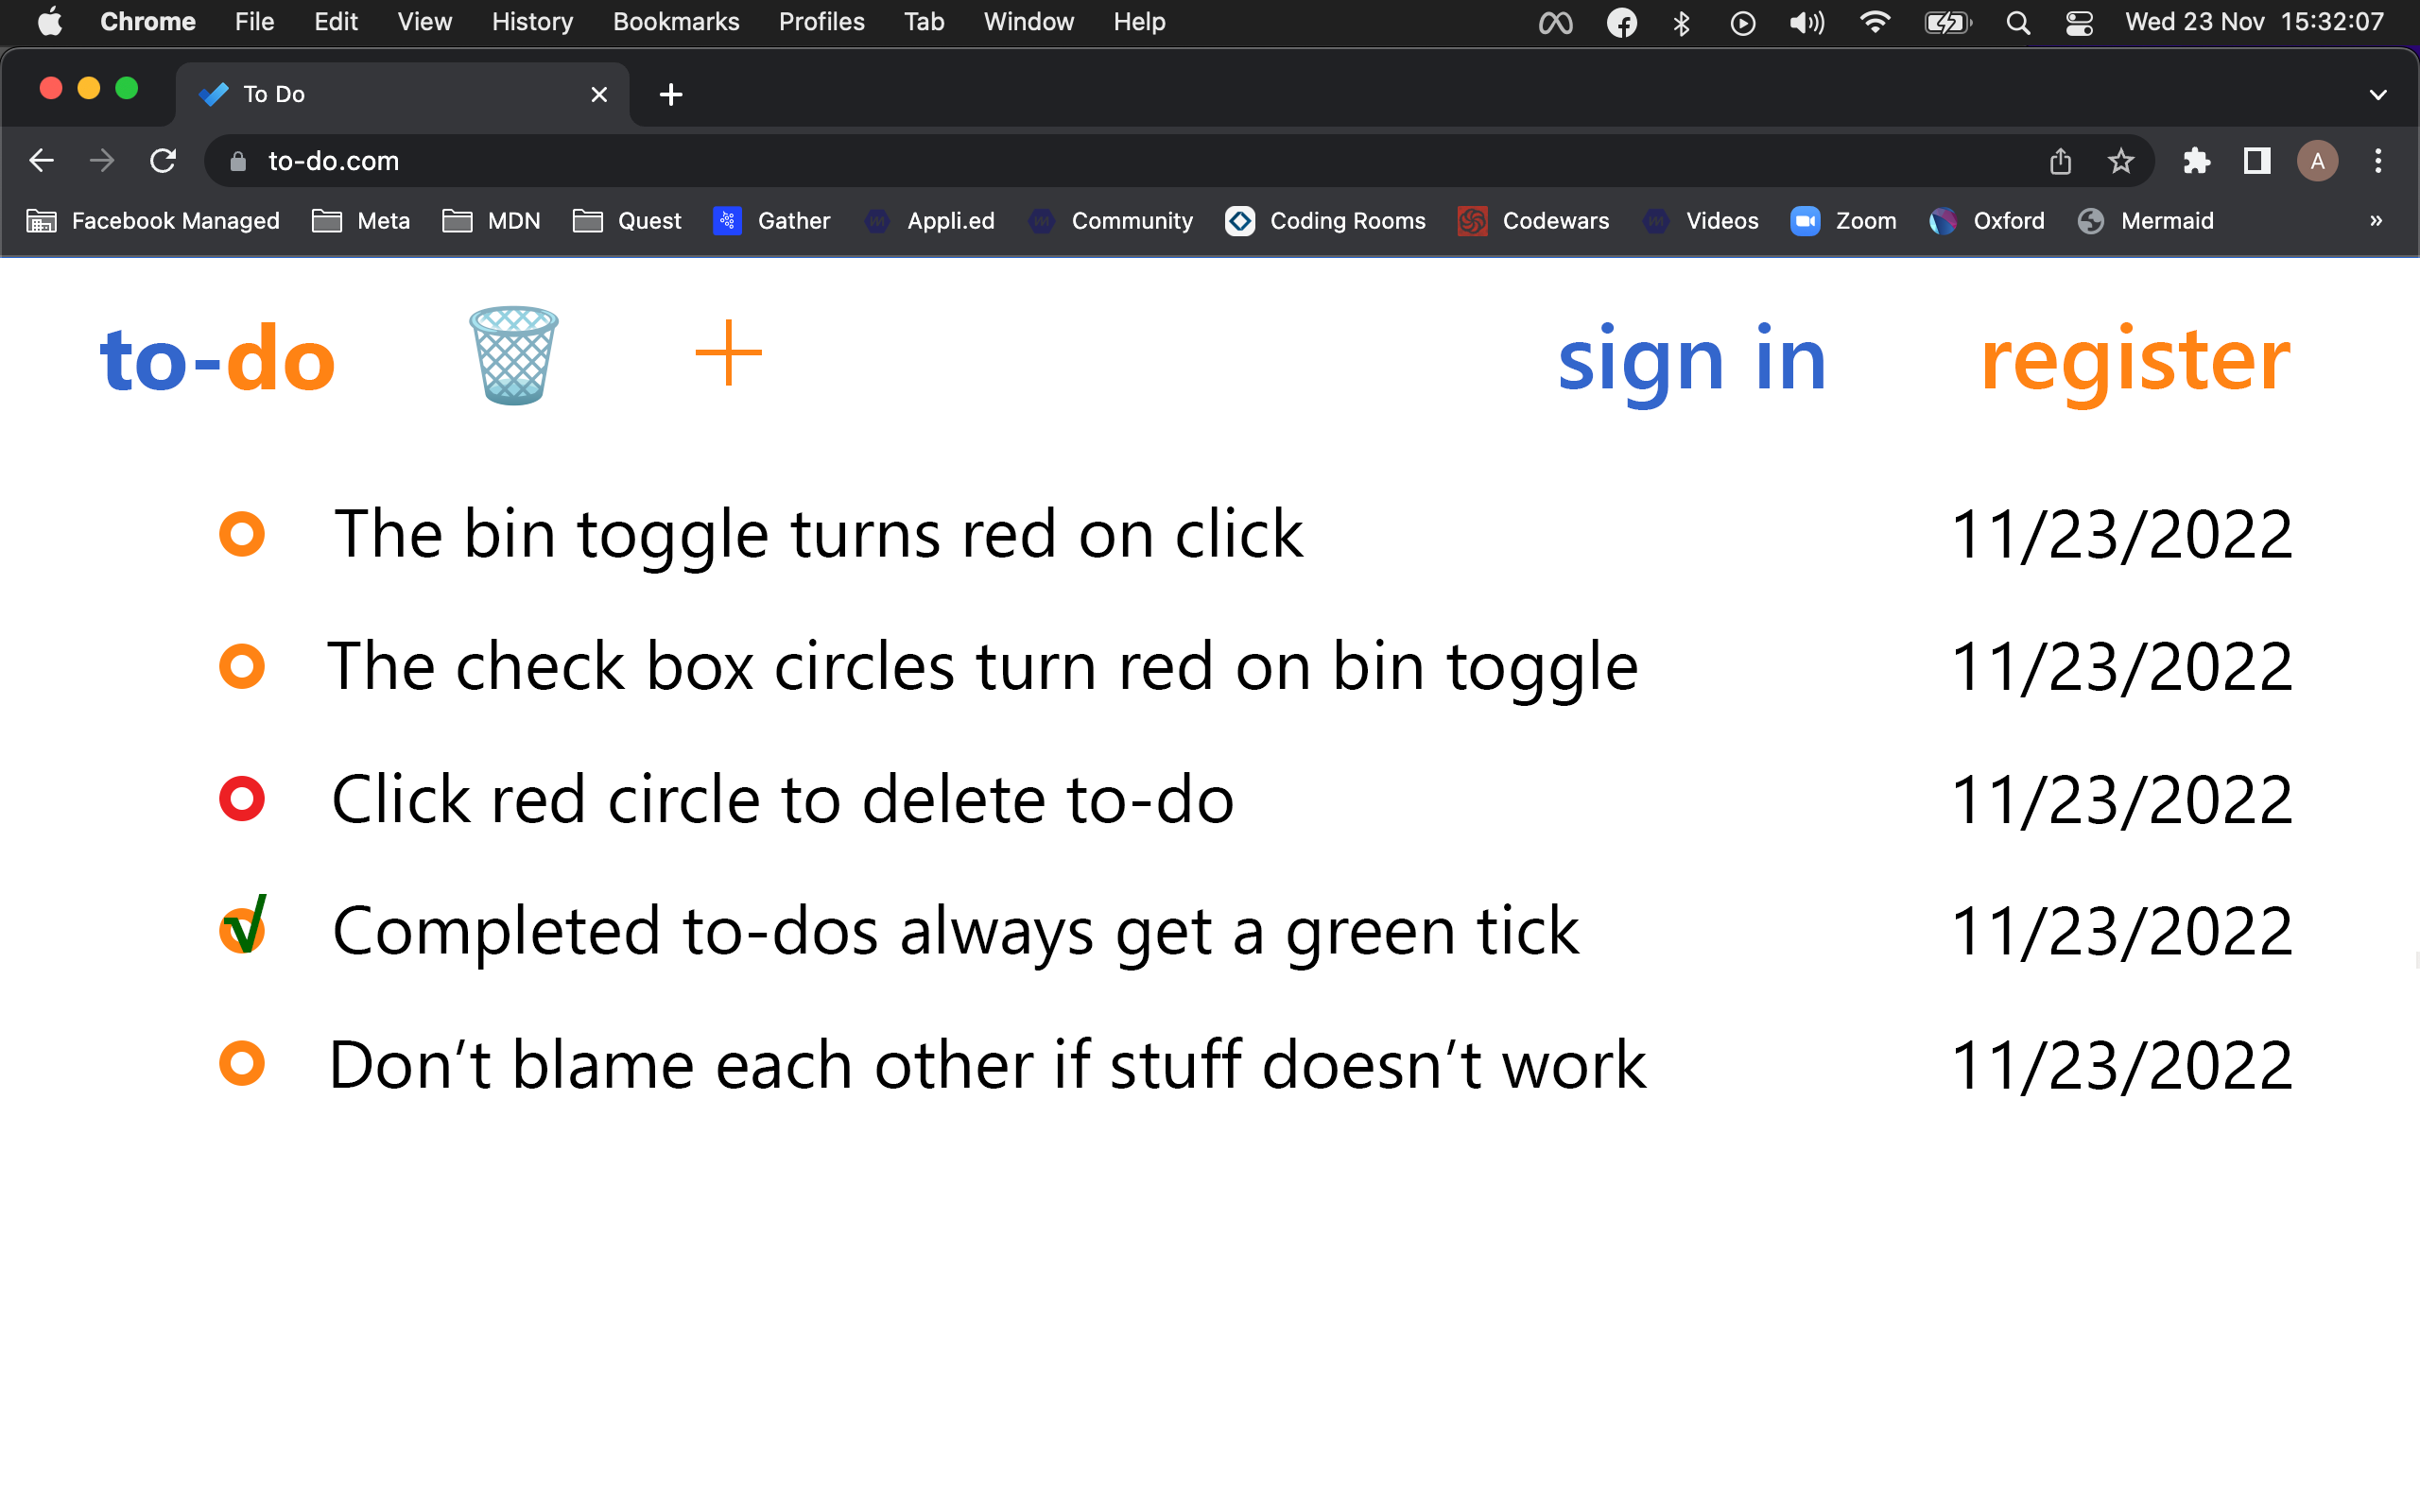 Chrome File Edit View History Bookmarks Profiles Tab Window Help Wed 23 Nov 15:32:07
To Do
to-do.com A
Facebook Managed Meta MDN Quest Gather Appli.ed Community Coding Rooms Codewars Videos Zoom Oxford Mermaid »
to-do sign in register
The bin toggle turns red on click 11/23/2022
The check box circles turn red on bin toggle 11/23/2022
Click red circle to delete to-do 11/23/2022
√ Completed to-dos always get a green tick 11/23/2022
Don’t blame each other if stuff doesn’t work 11/23/2022